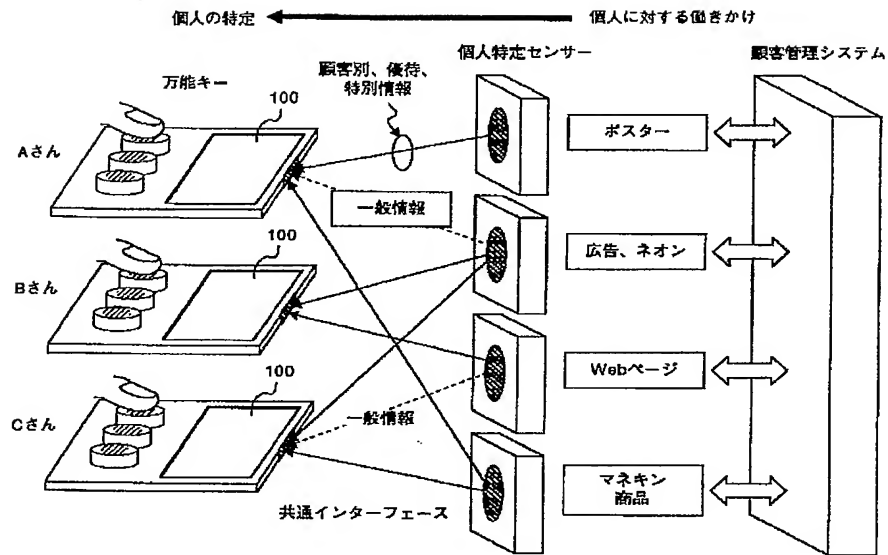 個人の特定
個人に対する働きかけ
個人特定センサー
顧客管理システム
顧客別、優待、
特別情報
万能キー
100
Aさん
ポスター
一般情報
100
広告、ネオン
Bさん
100
Webページ
Cさん
一般情報
マネキン
商品
共通インターフェース